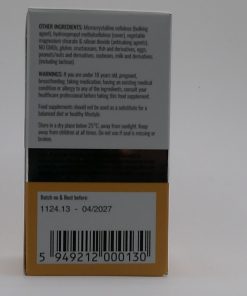 OTHER INGREDIENTS: Microcrystalline cellulose (bulking
agent), hydroxypropyl methylcellulose (cover), vegetable
magnesium stearate & silicon dioxide (anticaking agents).
NO GMOs, gluten, crustaceans, fish and derivatives, eggs,
peanuts/nuts and derivatives, soybeans, milk and derivatives
(including lactose)
WARNINGS: If you are under 18 years old, pregnant,
breastfeeding, taking medication, having an existing medical
condition or allergy to any of the ingredients, consult your
healthcare professional before taking this food supplement.
Food supplements should not be used as a substitute for a
balanced diet or healthy lifestyle.
Store in a dry place below 25°C, away from sunlight. Keep
away from children at all times. Do not use if seal is missing or
broken.
Batch no & Best before:
1124.13 - 04/2027
5 949212 000130